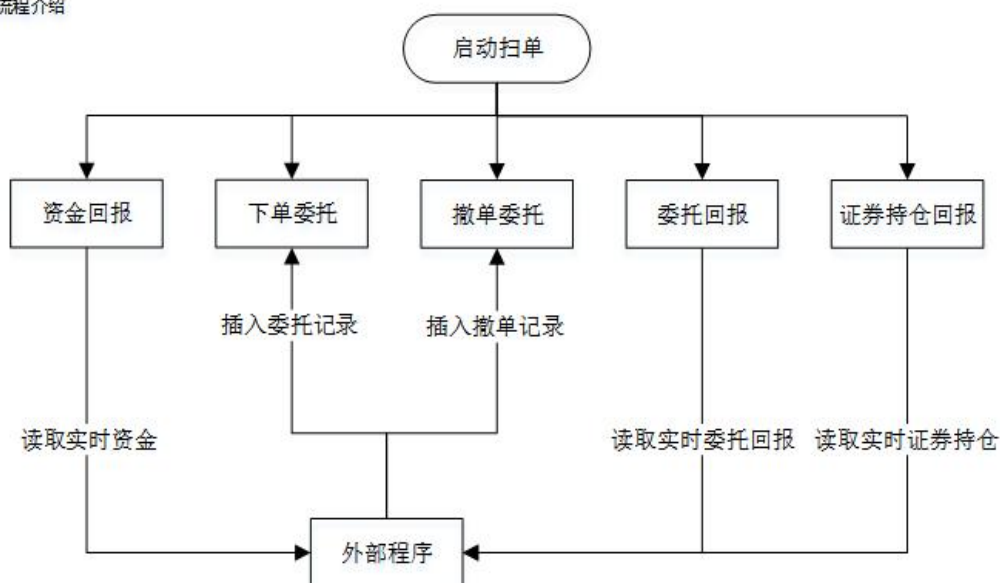 流程介绍
启动扫单
资金回报
下单委托
撤单委托
委托回报
证券持仓回报
插入委托记录
插入撤单记录
读取实时资金
读取实时委托回报
读取实时证券持仓
外部程序